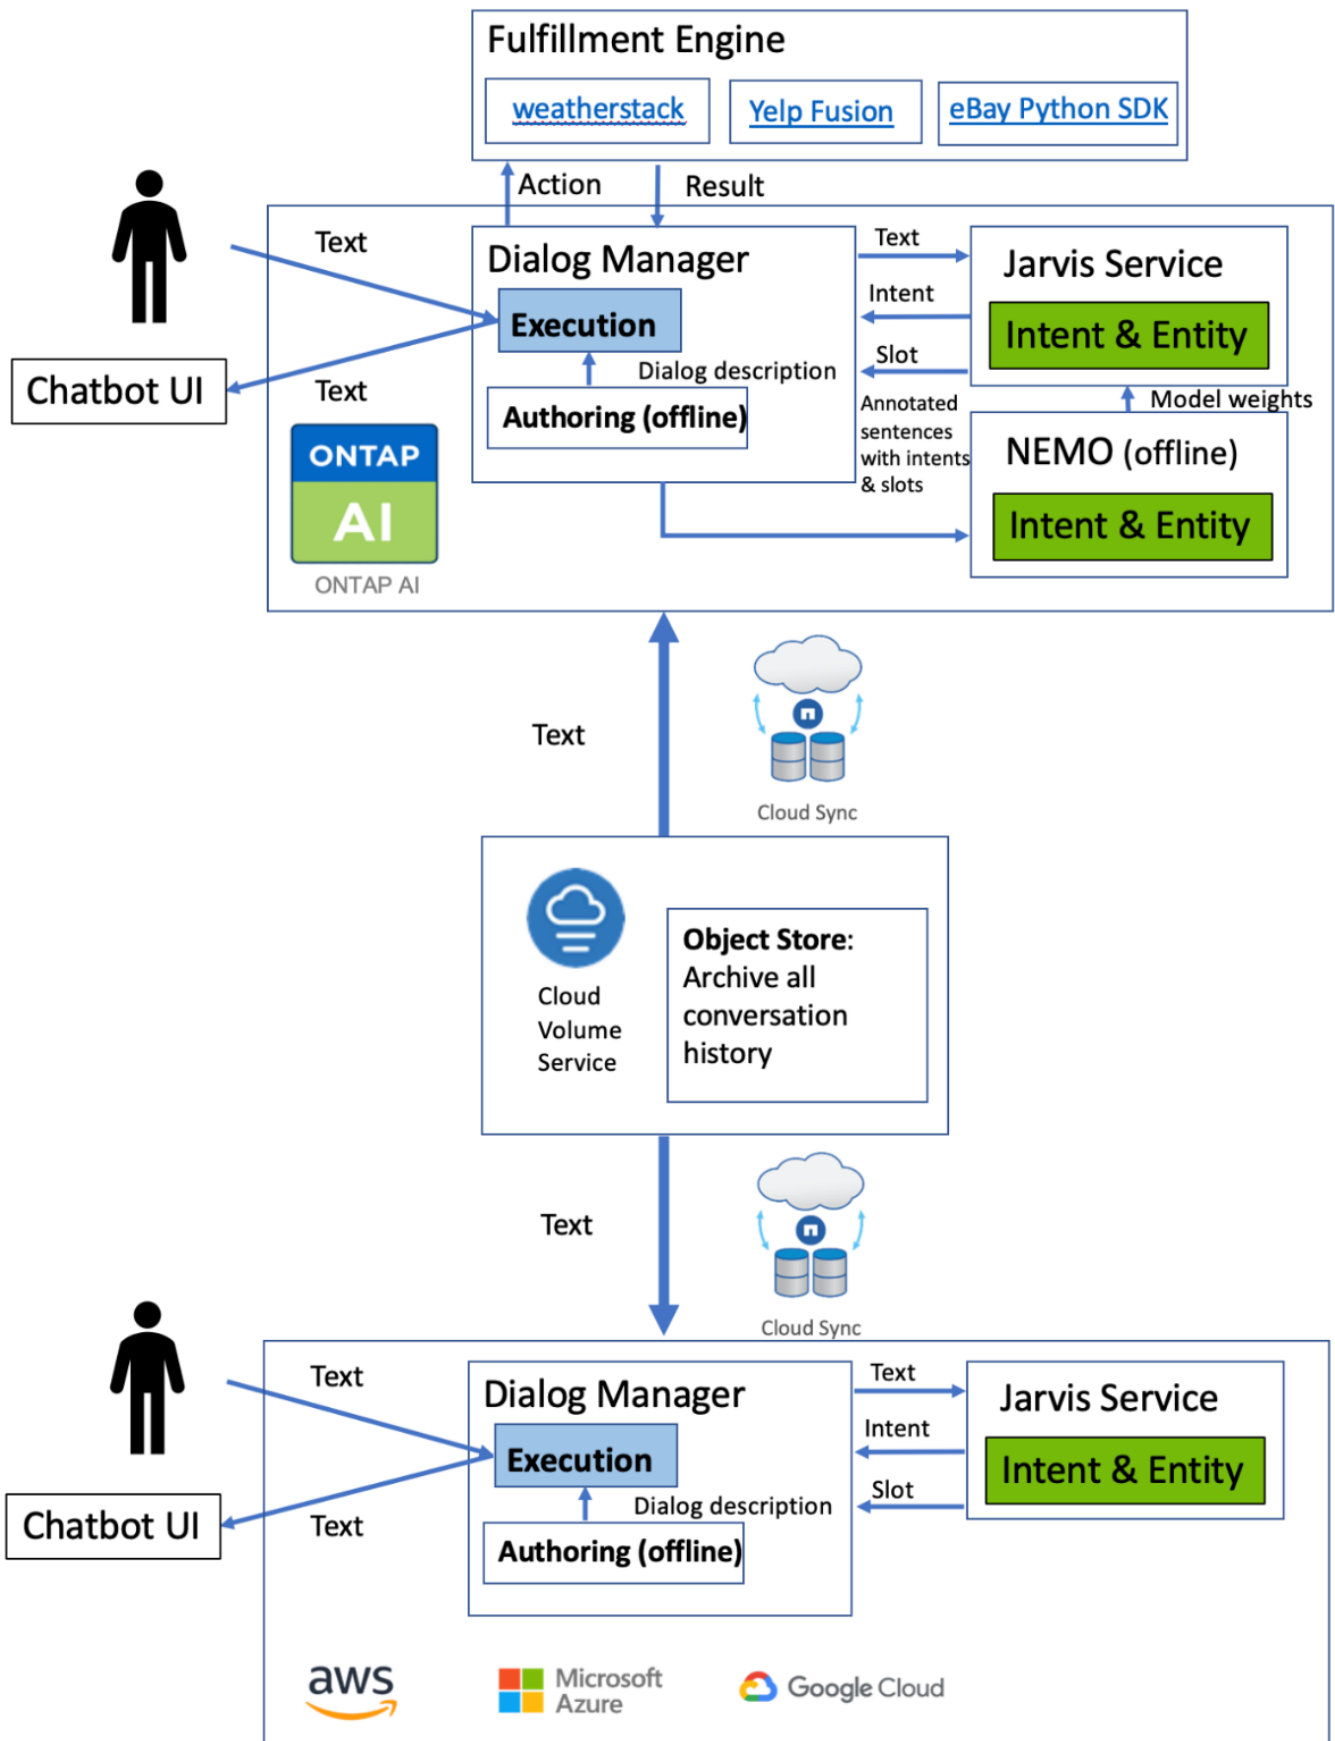 Fulfillment Engine
weatherstack
Yelp Fusion
eBay Python SDK
Action
Result
Text
Dialog Manager
Text
Jarvis Service
Execution
Intent
Intent & Entity
Slot
Dialog description
Chatbot UI
Text
Authoring (offline)
Annotated
sentences
with intents
& slots
Model weights
NEMO (offline)
Intent & Entity
ONTAP
AI
ONTAP AI
Text
Cloud Sync
Cloud
Volume
Service
Object Store:
Archive all
conversation
history
Text
Cloud Sync
Text
Dialog Manager
Text
Jarvis Service
Execution
Intent
Intent & Entity
Slot
Dialog description
Chatbot UI
Text
Authoring (offline)
aws
Microsoft
Azure
Google Cloud